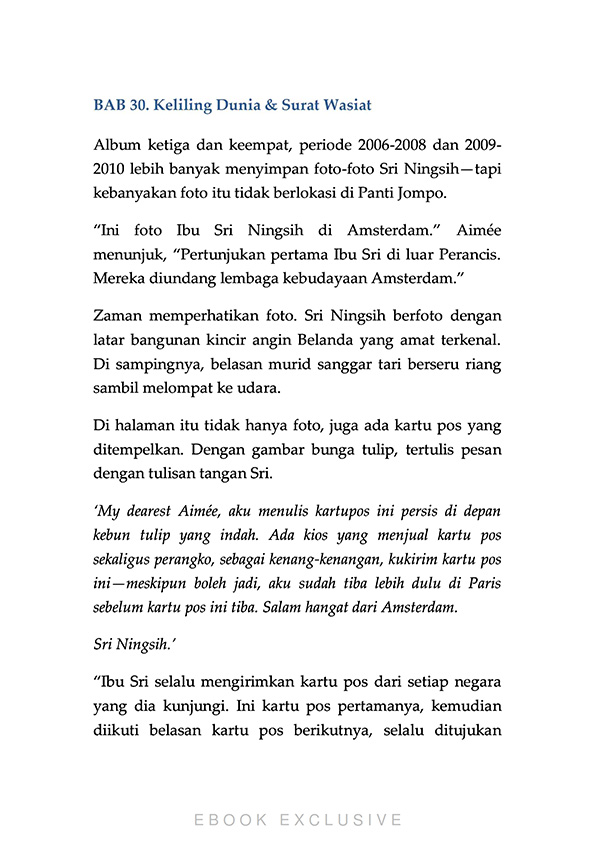 BAB 30. Keliling Dunia & Surat Wasiat
Album ketiga dan keempat, periode 2006-2008 dan 2009-
2010 lebih banyak menyimpan foto-foto Sri Ningsih—tapi
kebanyakan foto itu tidak berlokasi di Panti Jompo.
“Ini foto Ibu Sri Ningsih di Amsterdam.” Aimée
menunjuk, “Pertunjukan pertama Ibu Sri di luar Perancis.
Mereka diundang lembaga kebudayaan Amsterdam.”
Zaman memperhatikan foto. Sri Ningsih berfoto dengan
latar bangunan kincir angin Belanda yang amat terkenal.
Di sampingnya, belasan murid sanggar tari berseru riang
sambil melompat ke udara.
Di halaman itu tidak hanya foto, juga ada kartu pos yang
ditempelkan. Dengan gambar bunga tulip, tertulis pesan
dengan tulisan tangan Sri.
‘My dearest Aimée, aku menulis kartupos ini persis di depan
kebun tulip yang indah. Ada kios yang menjual kartu pos
sekaligus perangko, sebagai kenang-kenangan, kukirim kartu pos
ini—meskipun boleh jadi, aku sudah tiba lebih dulu di Paris
sebelum kartu pos ini tiba. Salam hangat dari Amsterdam.
Sri Ningsih.’
“Ibu Sri selalu mengirimkan kartu pos dari setiap negara
yang dia kunjungi. Ini kartu pos pertamanya, kemudian
diikuti belasan kartu pos berikutnya, selalu ditujukan
EBOOK EXCLUSIVE